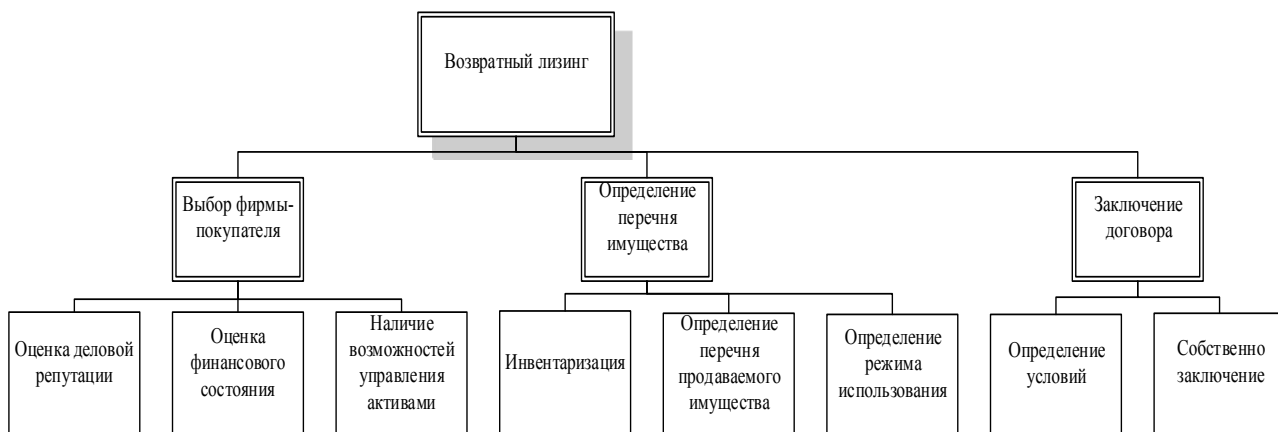 Возвратный лизинг
Выбор фирмы-
покупателя
Определение
перечня
имущества
Заключение
договора
Оценка деловой
репутации
Оценка
финансового
состояния
Наличие
возможностей
управления
активами
Инвентаризация
Определение
перечня
продаваемого
имущества
Определение
режима
использования
Определение
условий
Собственно
заключение